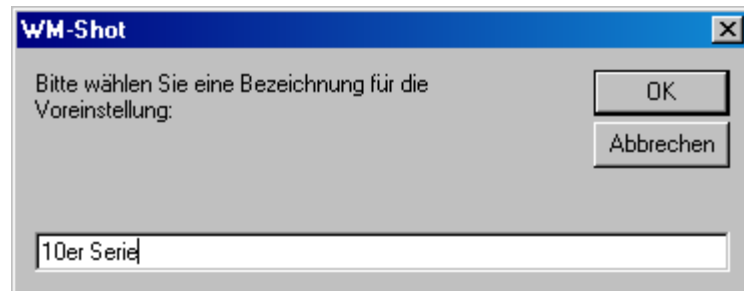 WM-Shot
Bitte wählen Sie eine Bezeichnung für die
Voreinstellung:
OK
Abbrechen
10er Serie